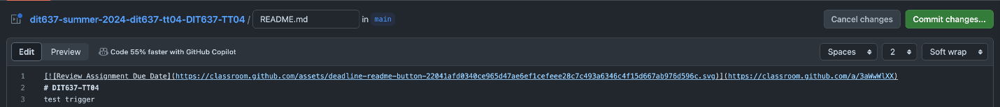 dit637-summer-2024-dit637-tt04-DIT637-TT04 / README.md in main Cancel changes Commit changes...
Edit Preview Code 55% faster with GitHub Copilot Spaces 2 Soft wrap
1 [![Review Assignment Due Date](https://classroom.github.com/assets/deadline-readme-button-22041afd0340ce965d47ae6ef1cefeee28c7c493a6346c4f15d667ab976d596c.svg)](https://classroom.github.com/a/3aWwWlXX)
2 # DIT637-TT04
3 test trigger